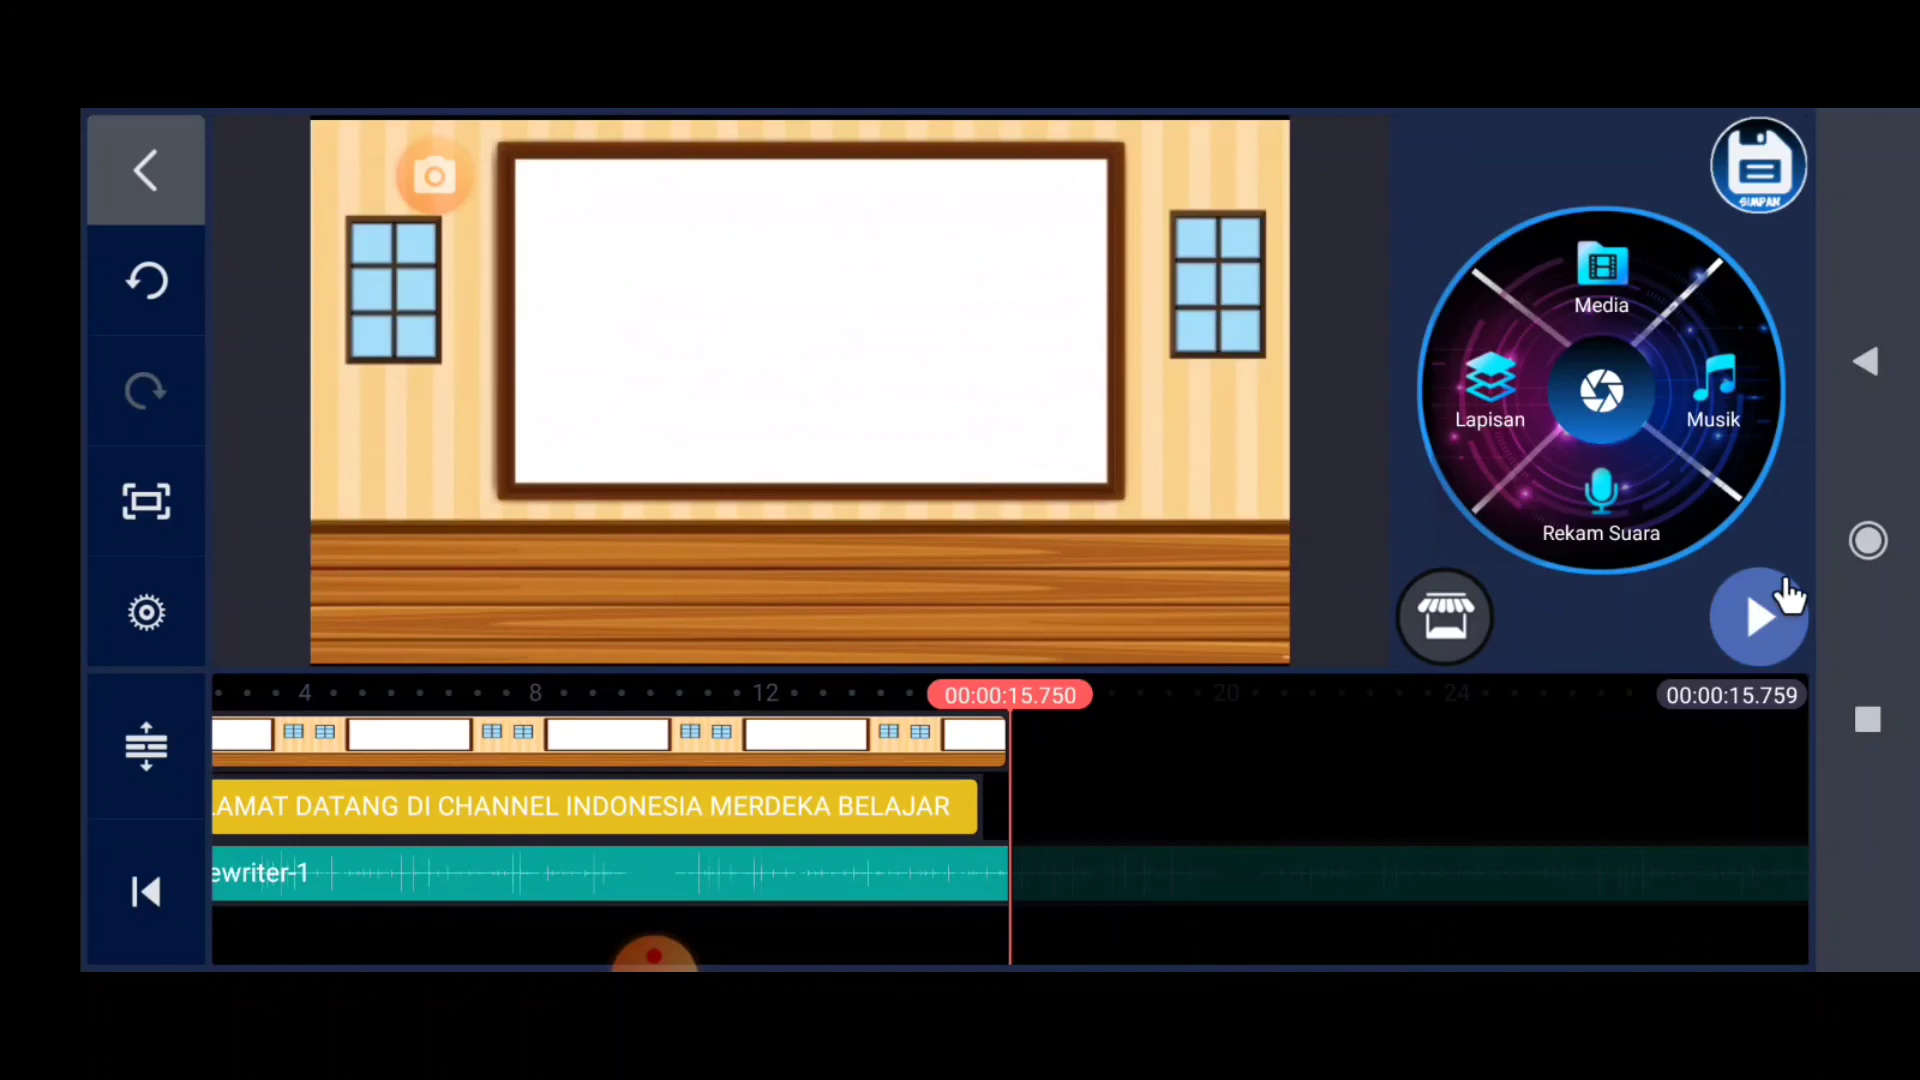 SIMPAN
Media
Lapisan
Musik
Rekam Suara
4
8
12
00:00:15.750
20
24
00:00:15.759
LAMAT DATANG DI CHANNEL INDONESIA MERDEKA BELAJAR
ewriter-1